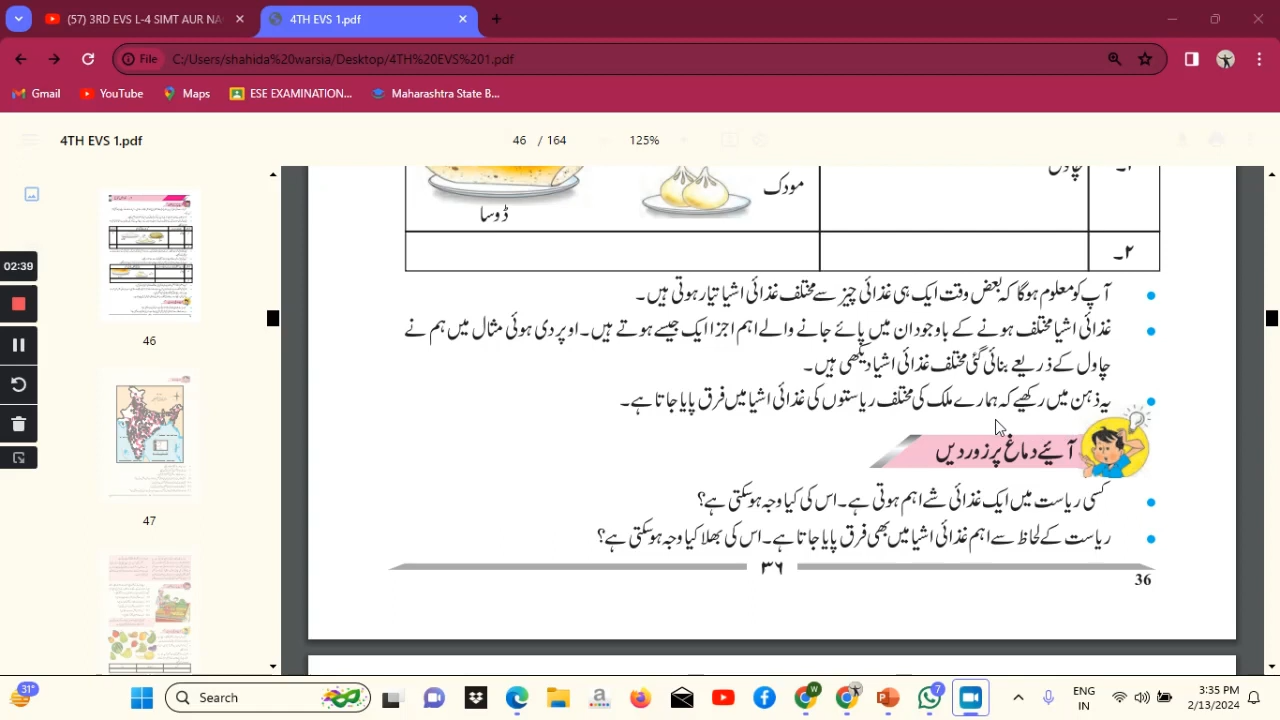 (57) 3RD EVS L-4 SIMT AUR NA
4TH EVS 1.pdf
File
C:/Users/shahida%20warsia/Desktop/4TH%20EVS%201.pdf
Gmail
YouTube
Maps
ESE EXAMINATION...
Maharashtra State B...
4TH EVS 1.pdf
46 / 164
125%
02:39
46
47
چاول
مودک
ڈوسا
۲۔
آپ کو معلوم ہوگا کہ بعض وقت ایک ہی غذائی چیز سے مختلف غذائی اشیا تیار ہوتی ہیں۔
غذائی اشیا مختلف ہونے کے باوجود ان میں پائے جانے والے اہم اجزا ایک جیسے ہوتے ہیں۔ اوپر دی ہوئی مثال میں ہم نے
چاول کے ذریعے بنائی گئی مختلف غذائی اشیا دیکھی ہیں۔
یہ ذہن میں رکھیے کہ ہمارے ملک کی مختلف ریاستوں کی غذائی اشیا میں فرق پایا جاتا ہے۔
آئیے دماغ پر زور دیں
کسی ریاست میں ایک غذائی شے اہم ہوتی ہے۔ اس کی کیا وجہ ہوسکتی ہے؟
ریاست کے لحاظ سے اہم غذائی اشیا میں بھی فرق پایا جاتا ہے۔ اس کی بھلا کیا وجہ ہوسکتی ہے؟
۳۶
36
31°
Search
ENG
IN
3:35 PM
2/13/2024